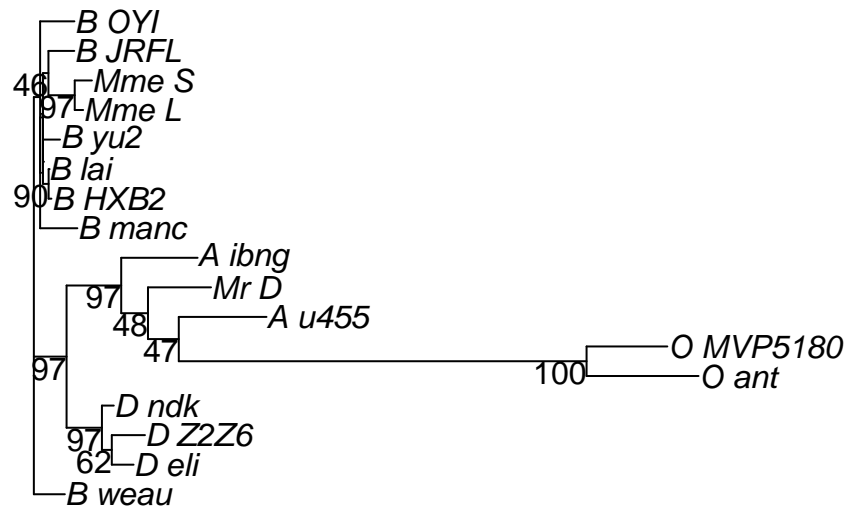 B OYI
B JRFL
46
Mme S
97
Mme L
B yu2
B lai
90
B HXB2
B manc
A ibng
97
Mr D
48
A u455
47
O MVP5180
100
O ant
97
D ndk
97
D Z2Z6
62
D eli
B weau